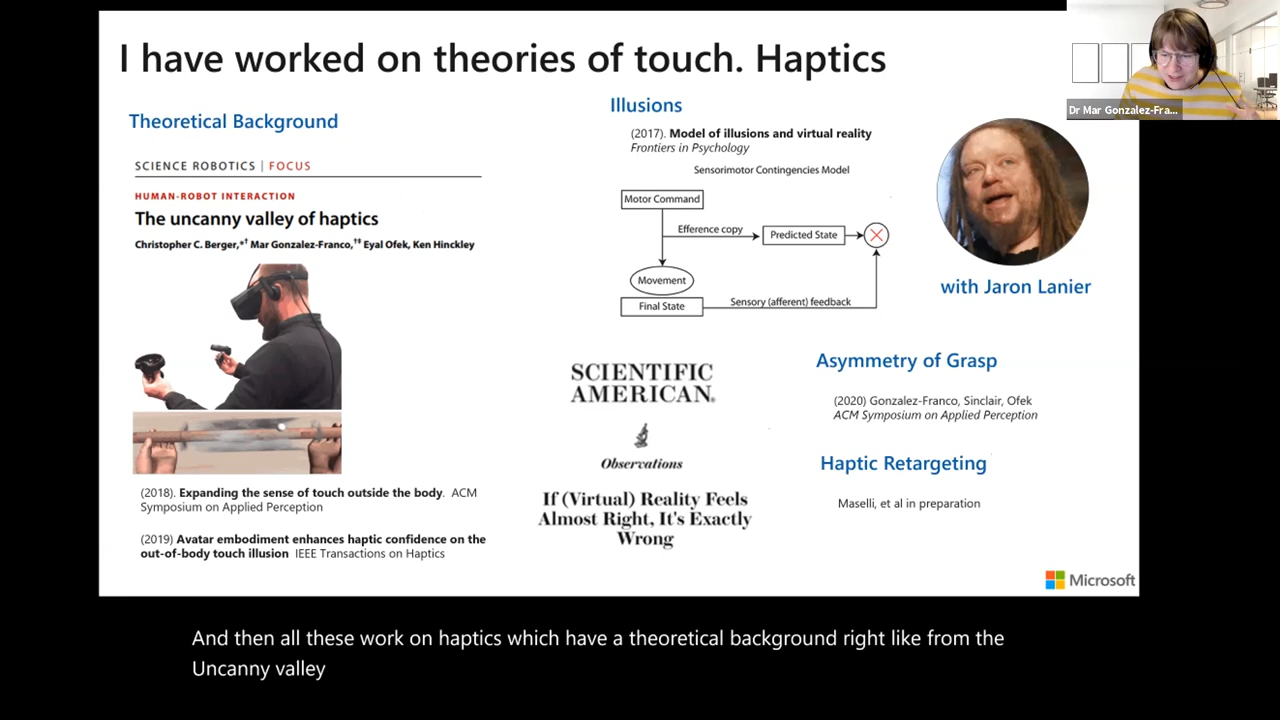 I have worked on theories of touch. Haptics
Dr Mar Gonzalez-Fra...
Theoretical Background
SCIENCE ROBOTICS | FOCUS
HUMAN-ROBOT INTERACTION
The uncanny valley of haptics
Christopher C. Berger,*† Mar Gonzalez-Franco,†‡ Eyal Ofek, Ken Hinckley
(2018). Expanding the sense of touch outside the body. ACM
Symposium on Applied Perception
(2019) Avatar embodiment enhances haptic confidence on the
out-of-body touch illusion IEEE Transactions on Haptics
Illusions
(2017). Model of illusions and virtual reality
Frontiers in Psychology
Sensorimotor Contingencies Model
Motor Command
Efference copy
Predicted State
Movement
Final State
Sensory (afferent) feedback
with Jaron Lanier
SCIENTIFIC
AMERICAN®
Observations
If (Virtual) Reality Feels
Almost Right, It's Exactly
Wrong
Asymmetry of Grasp
(2020) Gonzalez-Franco, Sinclair, Ofek
ACM Symposium on Applied Perception
Haptic Retargeting
Maselli, et al in preparation
Microsoft
And then all these work on haptics which have a theoretical background right like from the
Uncanny valley